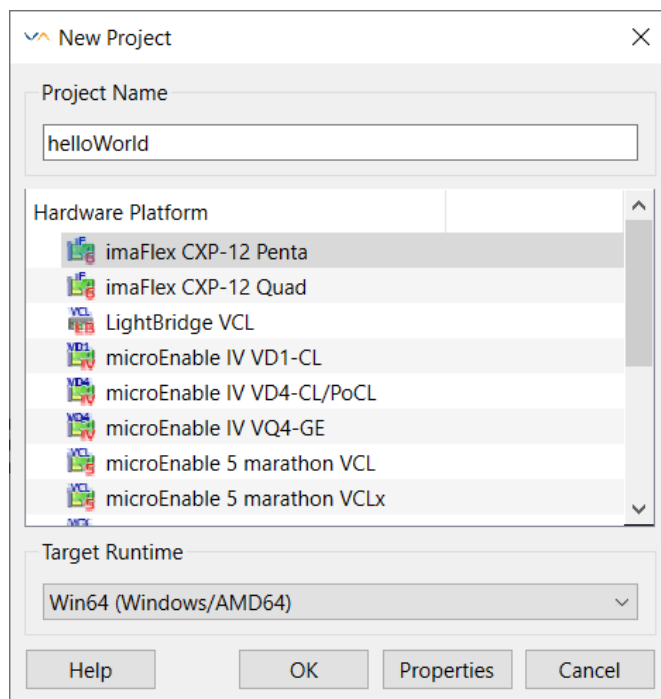 New Project
Project Name
helloWorld
Hardware Platform
imaFlex CXP-12 Penta
imaFlex CXP-12 Quad
LightBridge VCL
microEnable IV VD1-CL
microEnable IV VD4-CL/PoCL
microEnable IV VQ4-GE
microEnable 5 marathon VCL
microEnable 5 marathon VCLx
Target Runtime
Win64 (Windows/AMD64)
Help OK Properties Cancel